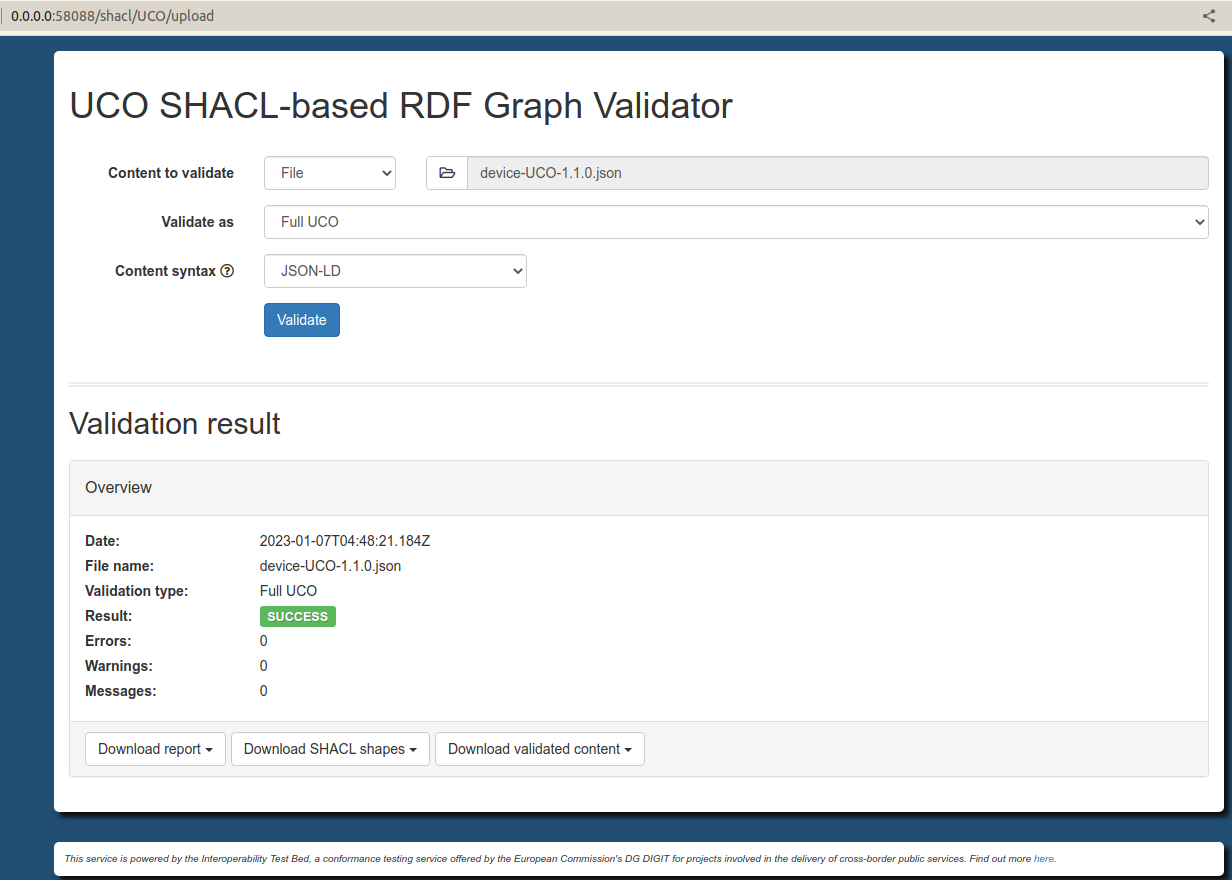 0.0.0.0:58088/shacl/UCO/upload
UCO SHACL-based RDF Graph Validator
Content to validate File device-UCO-1.1.0.json
Validate as Full UCO
Content syntax JSON-LD
Validate
Validation result
Overview
Date: 2023-01-07T04:48:21.184Z
File name: device-UCO-1.1.0.json
Validation type: Full UCO
Result: SUCCESS
Errors: 0
Warnings: 0
Messages: 0
Download report Download SHACL shapes Download validated content
This service is powered by the Interoperability Test Bed, a conformance testing service offered by the European Commission's DG DIGIT for projects involved in the delivery of cross-border public services. Find out more here.